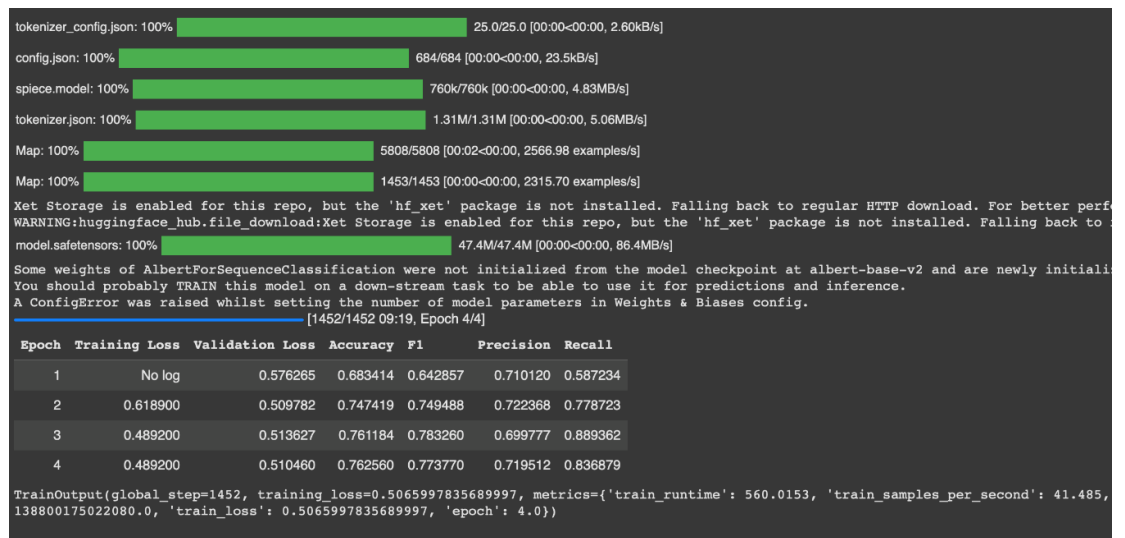 tokenizer_config.json: 100% 25.0/25.0 [00:00<00:00, 2.60kB/s]
config.json: 100% 684/684 [00:00<00:00, 23.5kB/s]
spiece.model: 100% 760k/760k [00:00<00:00, 4.83MB/s]
tokenizer.json: 100% 1.31M/1.31M [00:00<00:00, 5.06MB/s]
Map: 100% 5808/5808 [00:02<00:00, 2566.98 examples/s]
Map: 100% 1453/1453 [00:00<00:00, 2315.70 examples/s]
Xet Storage is enabled for this repo, but the 'hf_xet' package is not installed. Falling back to regular HTTP download. For better perf
WARNING:huggingface_hub.file_download:Xet Storage is enabled for this repo, but the 'hf_xet' package is not installed. Falling back to
model.safetensors: 100% 47.4M/47.4M [00:00<00:00, 86.4MB/s]
Some weights of AlbertForSequenceClassification were not initialized from the model checkpoint at albert-base-v2 and are newly initiali
You should probably TRAIN this model on a down-stream task to be able to use it for predictions and inference.
A ConfigError was raised whilst setting the number of model parameters in Weights & Biases config.
[1452/1452 09:19, Epoch 4/4]
Epoch Training Loss Validation Loss Accuracy F1 Precision Recall
1 No log 0.576265 0.683414 0.642857 0.710120 0.587234
2 0.618900 0.509782 0.747419 0.749488 0.722368 0.778723
3 0.489200 0.513627 0.761184 0.783260 0.699777 0.889362
4 0.489200 0.510460 0.762560 0.773770 0.719512 0.836879
TrainOutput(global_step=1452, training_loss=0.5065997835689997, metrics={'train_runtime': 560.0153, 'train_samples_per_second': 41.485,
138800175022080.0, 'train_loss': 0.5065997835689997, 'epoch': 4.0})